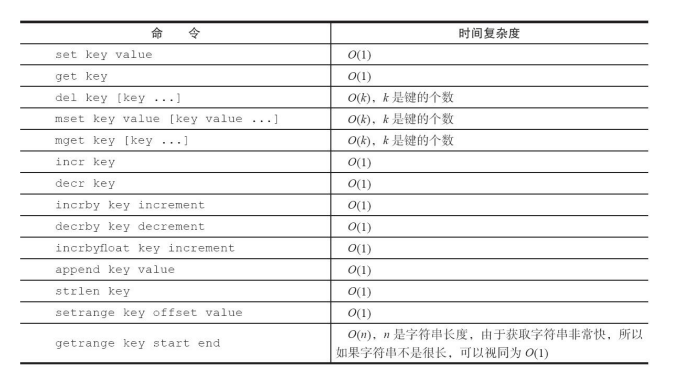 命 令 时间复杂度
set key value O(1)
get key O(1)
del key [key ...] O(k)，k 是键的个数
mset key value [key value ...] O(k)，k 是键的个数
mget key [key ...] O(k)，k 是键的个数
incr key O(1)
decr key O(1)
incrby key increment O(1)
decrby key decrement O(1)
incrbyfloat key increment O(1)
append key value O(1)
strlen key O(1)
setrange key offset value O(1)
getrange key start end O(n)，n 是字符串长度，由于获取字符串非常快，所以
如果字符串不是很长，可以视同为 O(1)